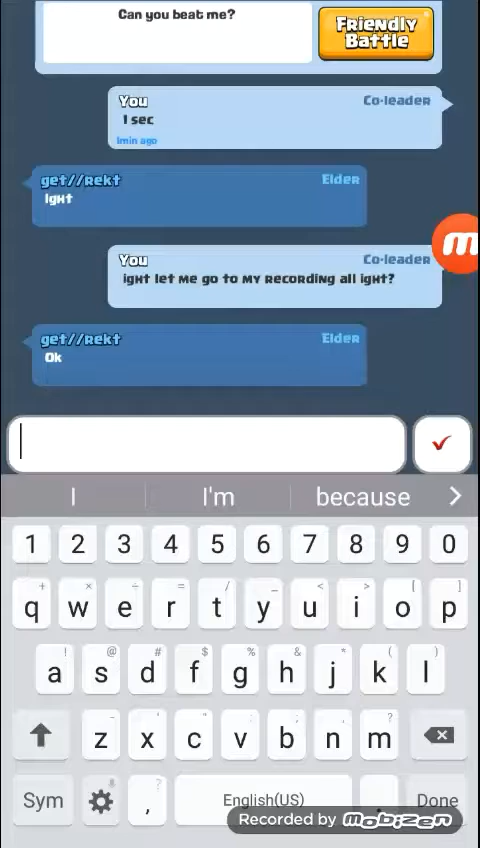 Can you beat me?
Friendly
Battle
You
Co-leader
1 sec
1min ago
get//rekt
Elder
Ight
You
Co-leader
ight let me go to my recording all ight?
get//rekt
Elder
Ok
I
I'm
because
1 2 3 4 5 6 7 8 9 0
+ × ÷ = / _ < > [ ]
q w e r t y u i o p
! @ # $ % & * ( )
a s d f g h j k l
- ' " : ; , ?
z x c v b n m
Sym , English(US) . Done
Recorded by mobizen